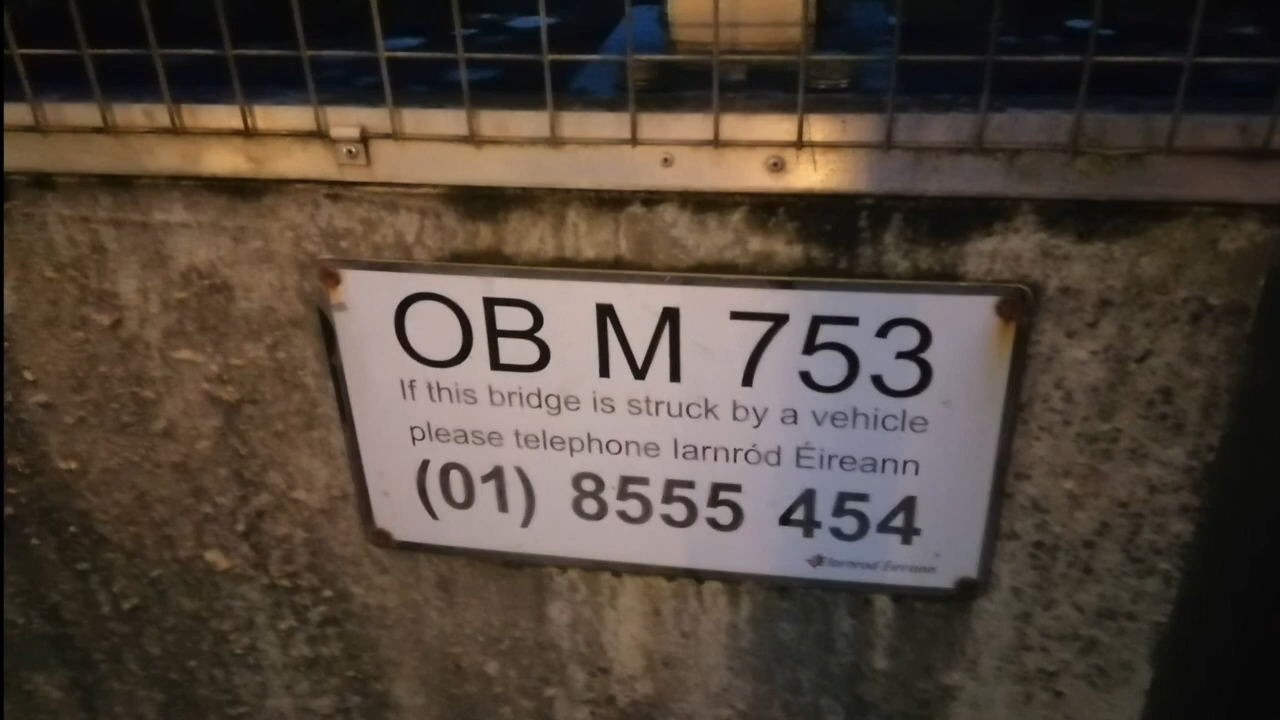 OB M 753
If this bridge is struck by a vehicle
please telephone Iarnród Éireann
(01) 8555 454
Iarnród Éireann